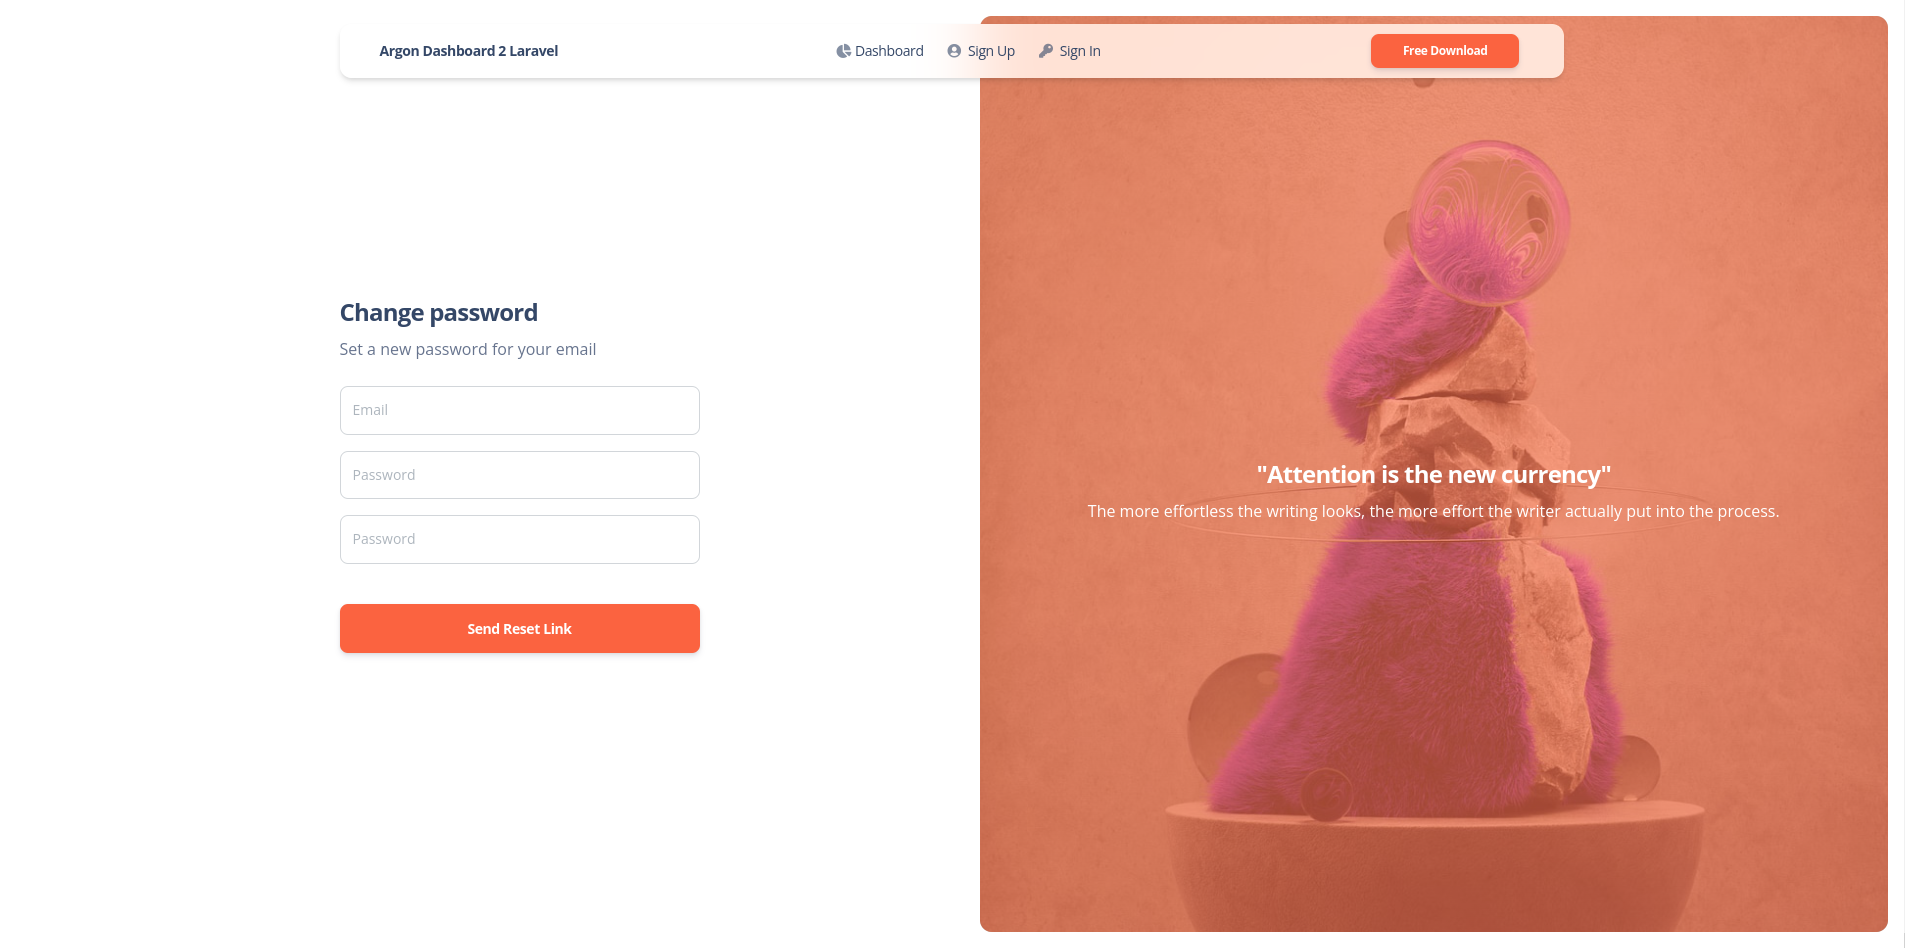 Argon Dashboard 2 Laravel
Dashboard
Sign Up
Sign In
Free Download
Change password
Set a new password for your email
Email
Password
Password
Send Reset Link
"Attention is the new currency"
The more effortless the writing looks, the more effort the writer actually put into the process.